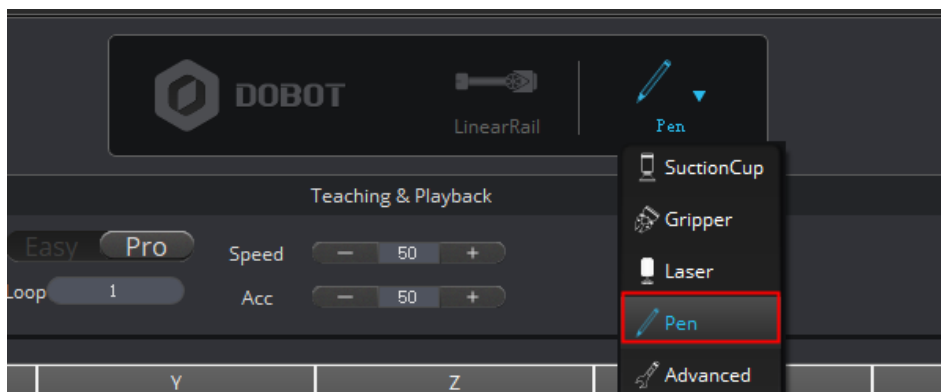 DOBOT
LinearRail
Pen
SuctionCup
Teaching & Playback
Gripper
Easy Pro
Speed 50
Laser
Loop 1
Acc 50
Pen
Advanced
Y Z